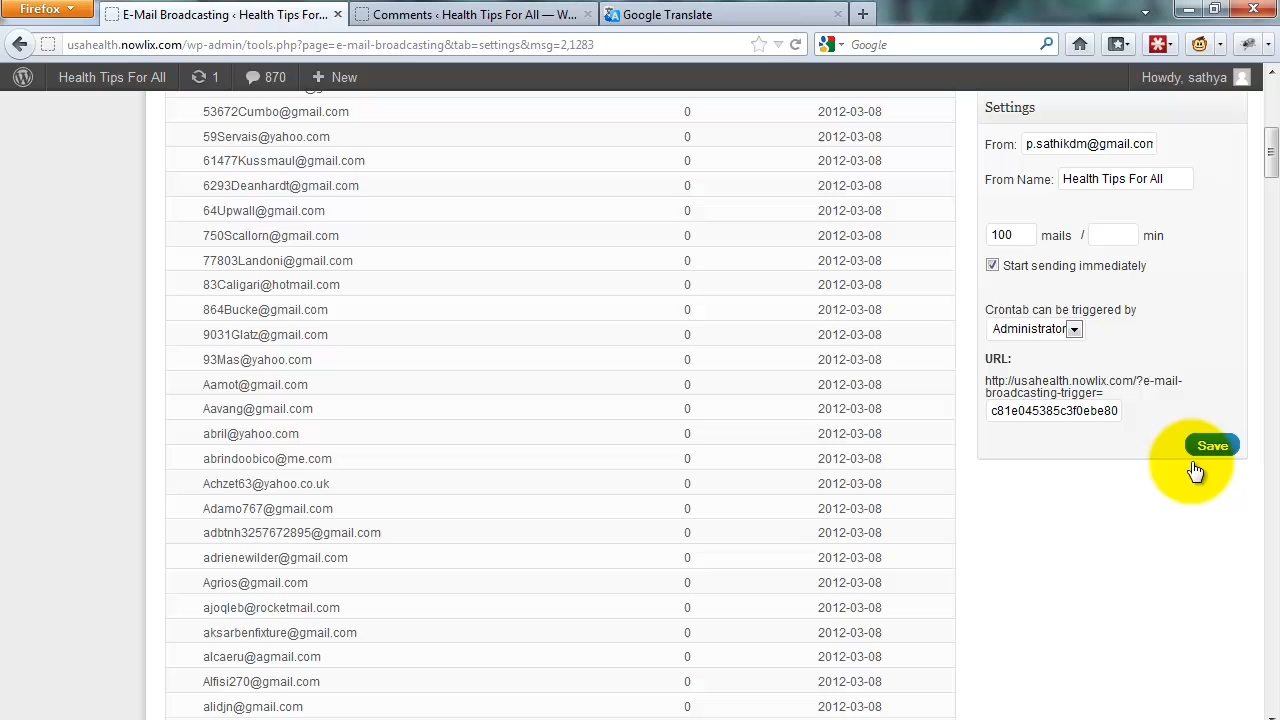 Firefox
E-Mail Broadcasting ‹ Health Tips For...
Comments ‹ Health Tips For All — W...
Google Translate
usahealth.nowlix.com/wp-admin/tools.php?page=e-mail-broadcasting&tab=settings&msg=2,1283
Google
Health Tips For All
1
870
New
Howdy, sathya
53672Cumbo@gmail.com 0 2012-03-08
59Servais@yahoo.com 0 2012-03-08
61477Kussmaul@gmail.com 0 2012-03-08
6293Deanhardt@gmail.com 0 2012-03-08
64Upwall@gmail.com 0 2012-03-08
750Scallorn@gmail.com 0 2012-03-08
77803Landoni@gmail.com 0 2012-03-08
83Caligari@hotmail.com 0 2012-03-08
864Bucke@gmail.com 0 2012-03-08
9031Glatz@gmail.com 0 2012-03-08
93Mas@yahoo.com 0 2012-03-08
Aamot@gmail.com 0 2012-03-08
Aavang@gmail.com 0 2012-03-08
abril@yahoo.com 0 2012-03-08
abrindoobico@me.com 0 2012-03-08
Achzet63@yahoo.co.uk 0 2012-03-08
Adamo767@gmail.com 0 2012-03-08
adbtnh3257672895@gmail.com 0 2012-03-08
adrienewilder@gmail.com 0 2012-03-08
Agrios@gmail.com 0 2012-03-08
ajoqleb@rocketmail.com 0 2012-03-08
aksarbenfixture@gmail.com 0 2012-03-08
alcaeru@agmail.com 0 2012-03-08
Alfisi270@gmail.com 0 2012-03-08
alidjn@gmail.com 0 2012-03-08
Settings
From: p.sathikdm@gmail.com
From Name: Health Tips For All
100 mails / min
Start sending immediately
Crontab can be triggered by
Administrator
URL:
http://usahealth.nowlix.com/?e-mail-
broadcasting-trigger=
c81e045385c3f0ebe80
Save